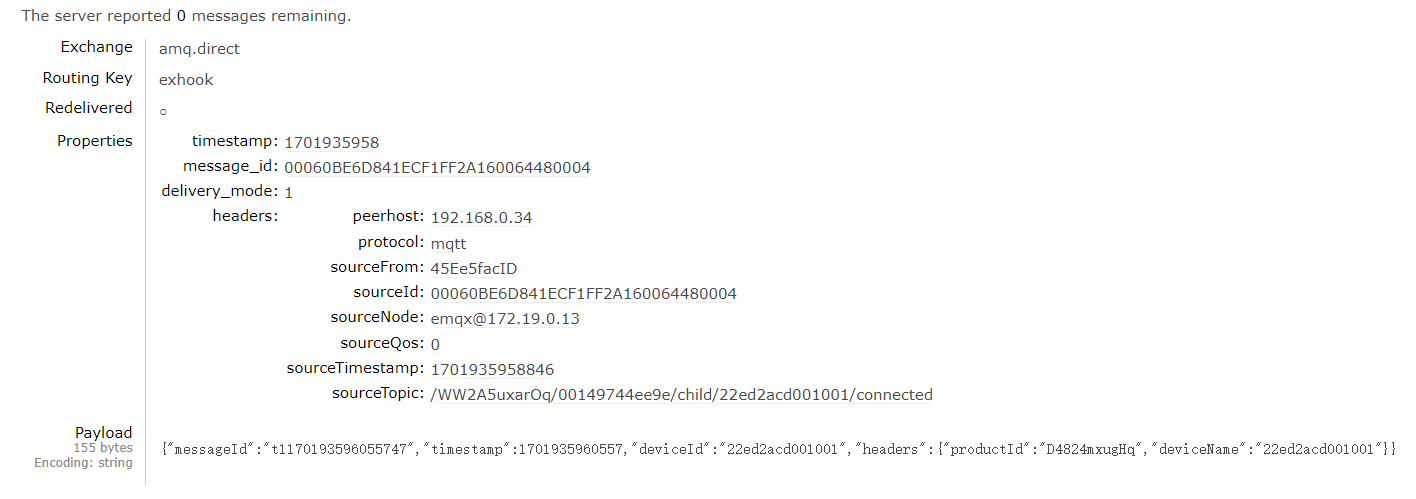 The server reported 0 messages remaining.
Exchange amq.direct
Routing Key exhook
Redelivered ○
Properties timestamp: 1701935958
message_id: 00060BE6D841ECF1FF2A160064480004
delivery_mode: 1
headers: peerhost: 192.168.0.34
protocol: mqtt
sourceFrom: 45Ee5facID
sourceId: 00060BE6D841ECF1FF2A160064480004
sourceNode: emqx@172.19.0.13
sourceQos: 0
sourceTimestamp: 1701935958846
sourceTopic: /WW2A5uxarOq/00149744ee9e/child/22ed2acd001001/connected
Payload
155 bytes
Encoding: string
{"messageId":"tl170193596055747","timestamp":1701935960557,"deviceId":"22ed2acd001001","headers":{"productId":"D4824mxugHq","deviceName":"22ed2acd001001"}}